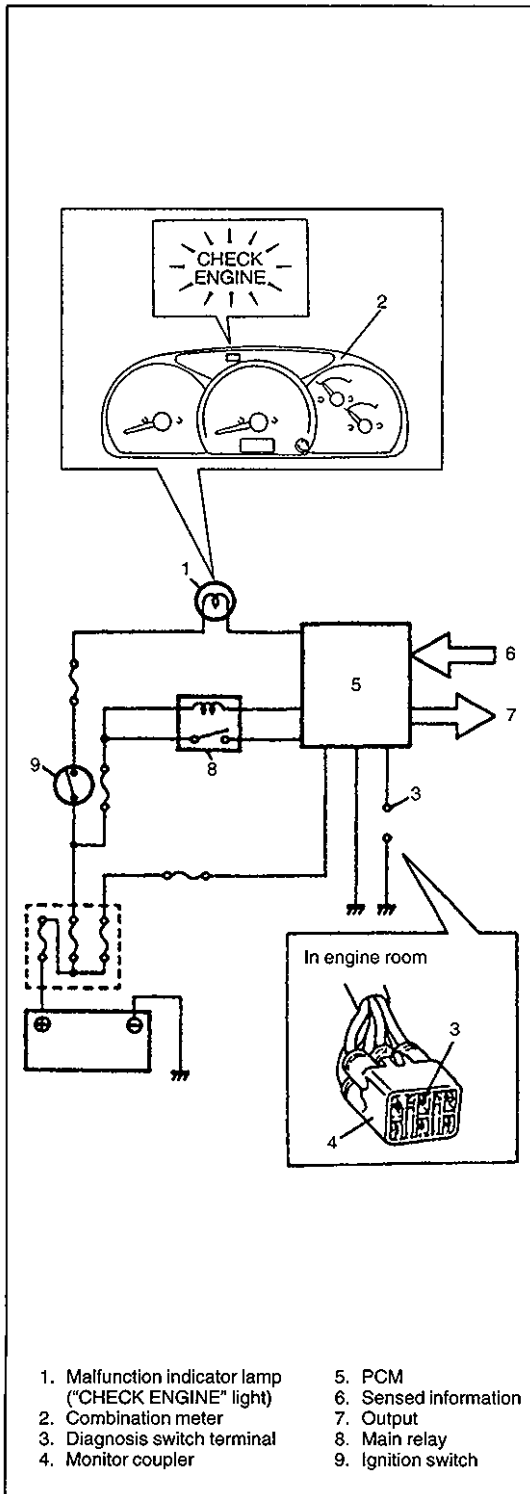 CHECK
ENGINE
2
1
5
6
7
8
9
3
In engine room
3
4
1. Malfunction indicator lamp
("CHECK ENGINE" light)
2. Combination meter
3. Diagnosis switch terminal
4. Monitor coupler
5. PCM
6. Sensed information
7. Output
8. Main relay
9. Ignition switch